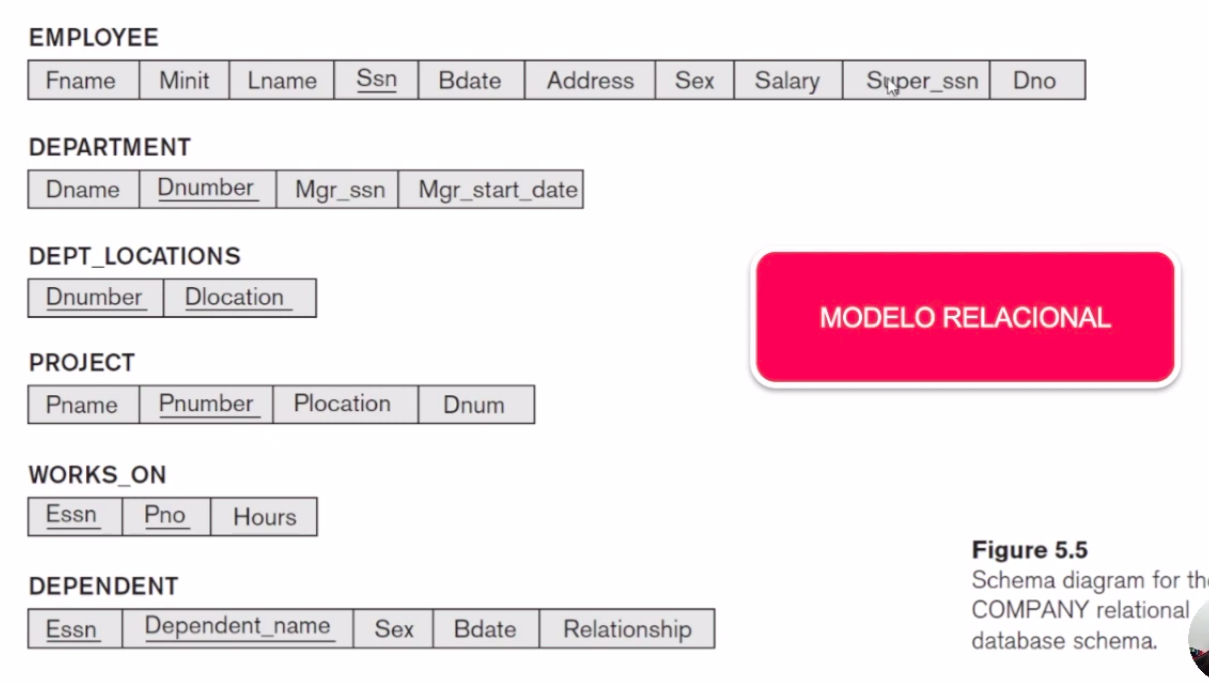 EMPLOYEE
Fname Minit Lname Ssn Bdate Address Sex Salary Super_ssn Dno
DEPARTMENT
Dname Dnumber Mgr_ssn Mgr_start_date
DEPT_LOCATIONS
Dnumber Dlocation
MODELO RELACIONAL
PROJECT
Pname Pnumber Plocation Dnum
WORKS_ON
Essn Pno Hours
DEPENDENT
Essn Dependent_name Sex Bdate Relationship
Figure 5.5
Schema diagram for the
COMPANY relational
database schema.